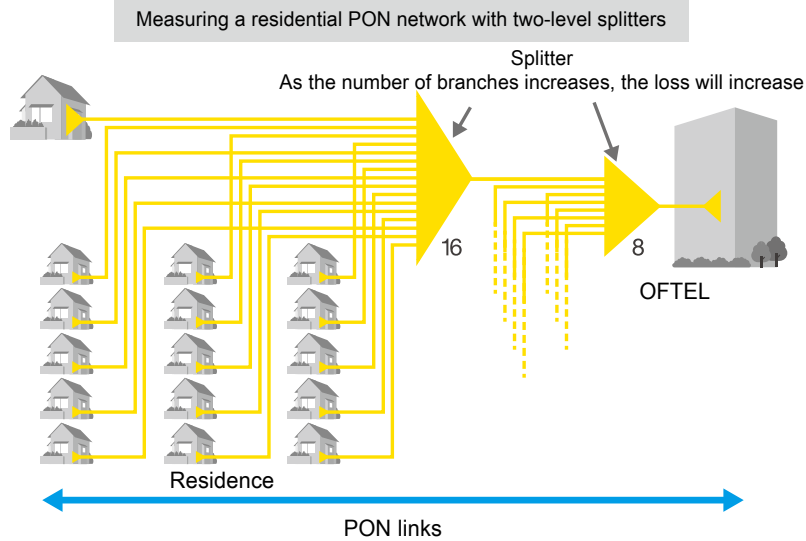 Measuring a residential PON network with two-level splitters
Splitter
As the number of branches increases, the loss will increase
16
8
OFTEL
Residence
PON links